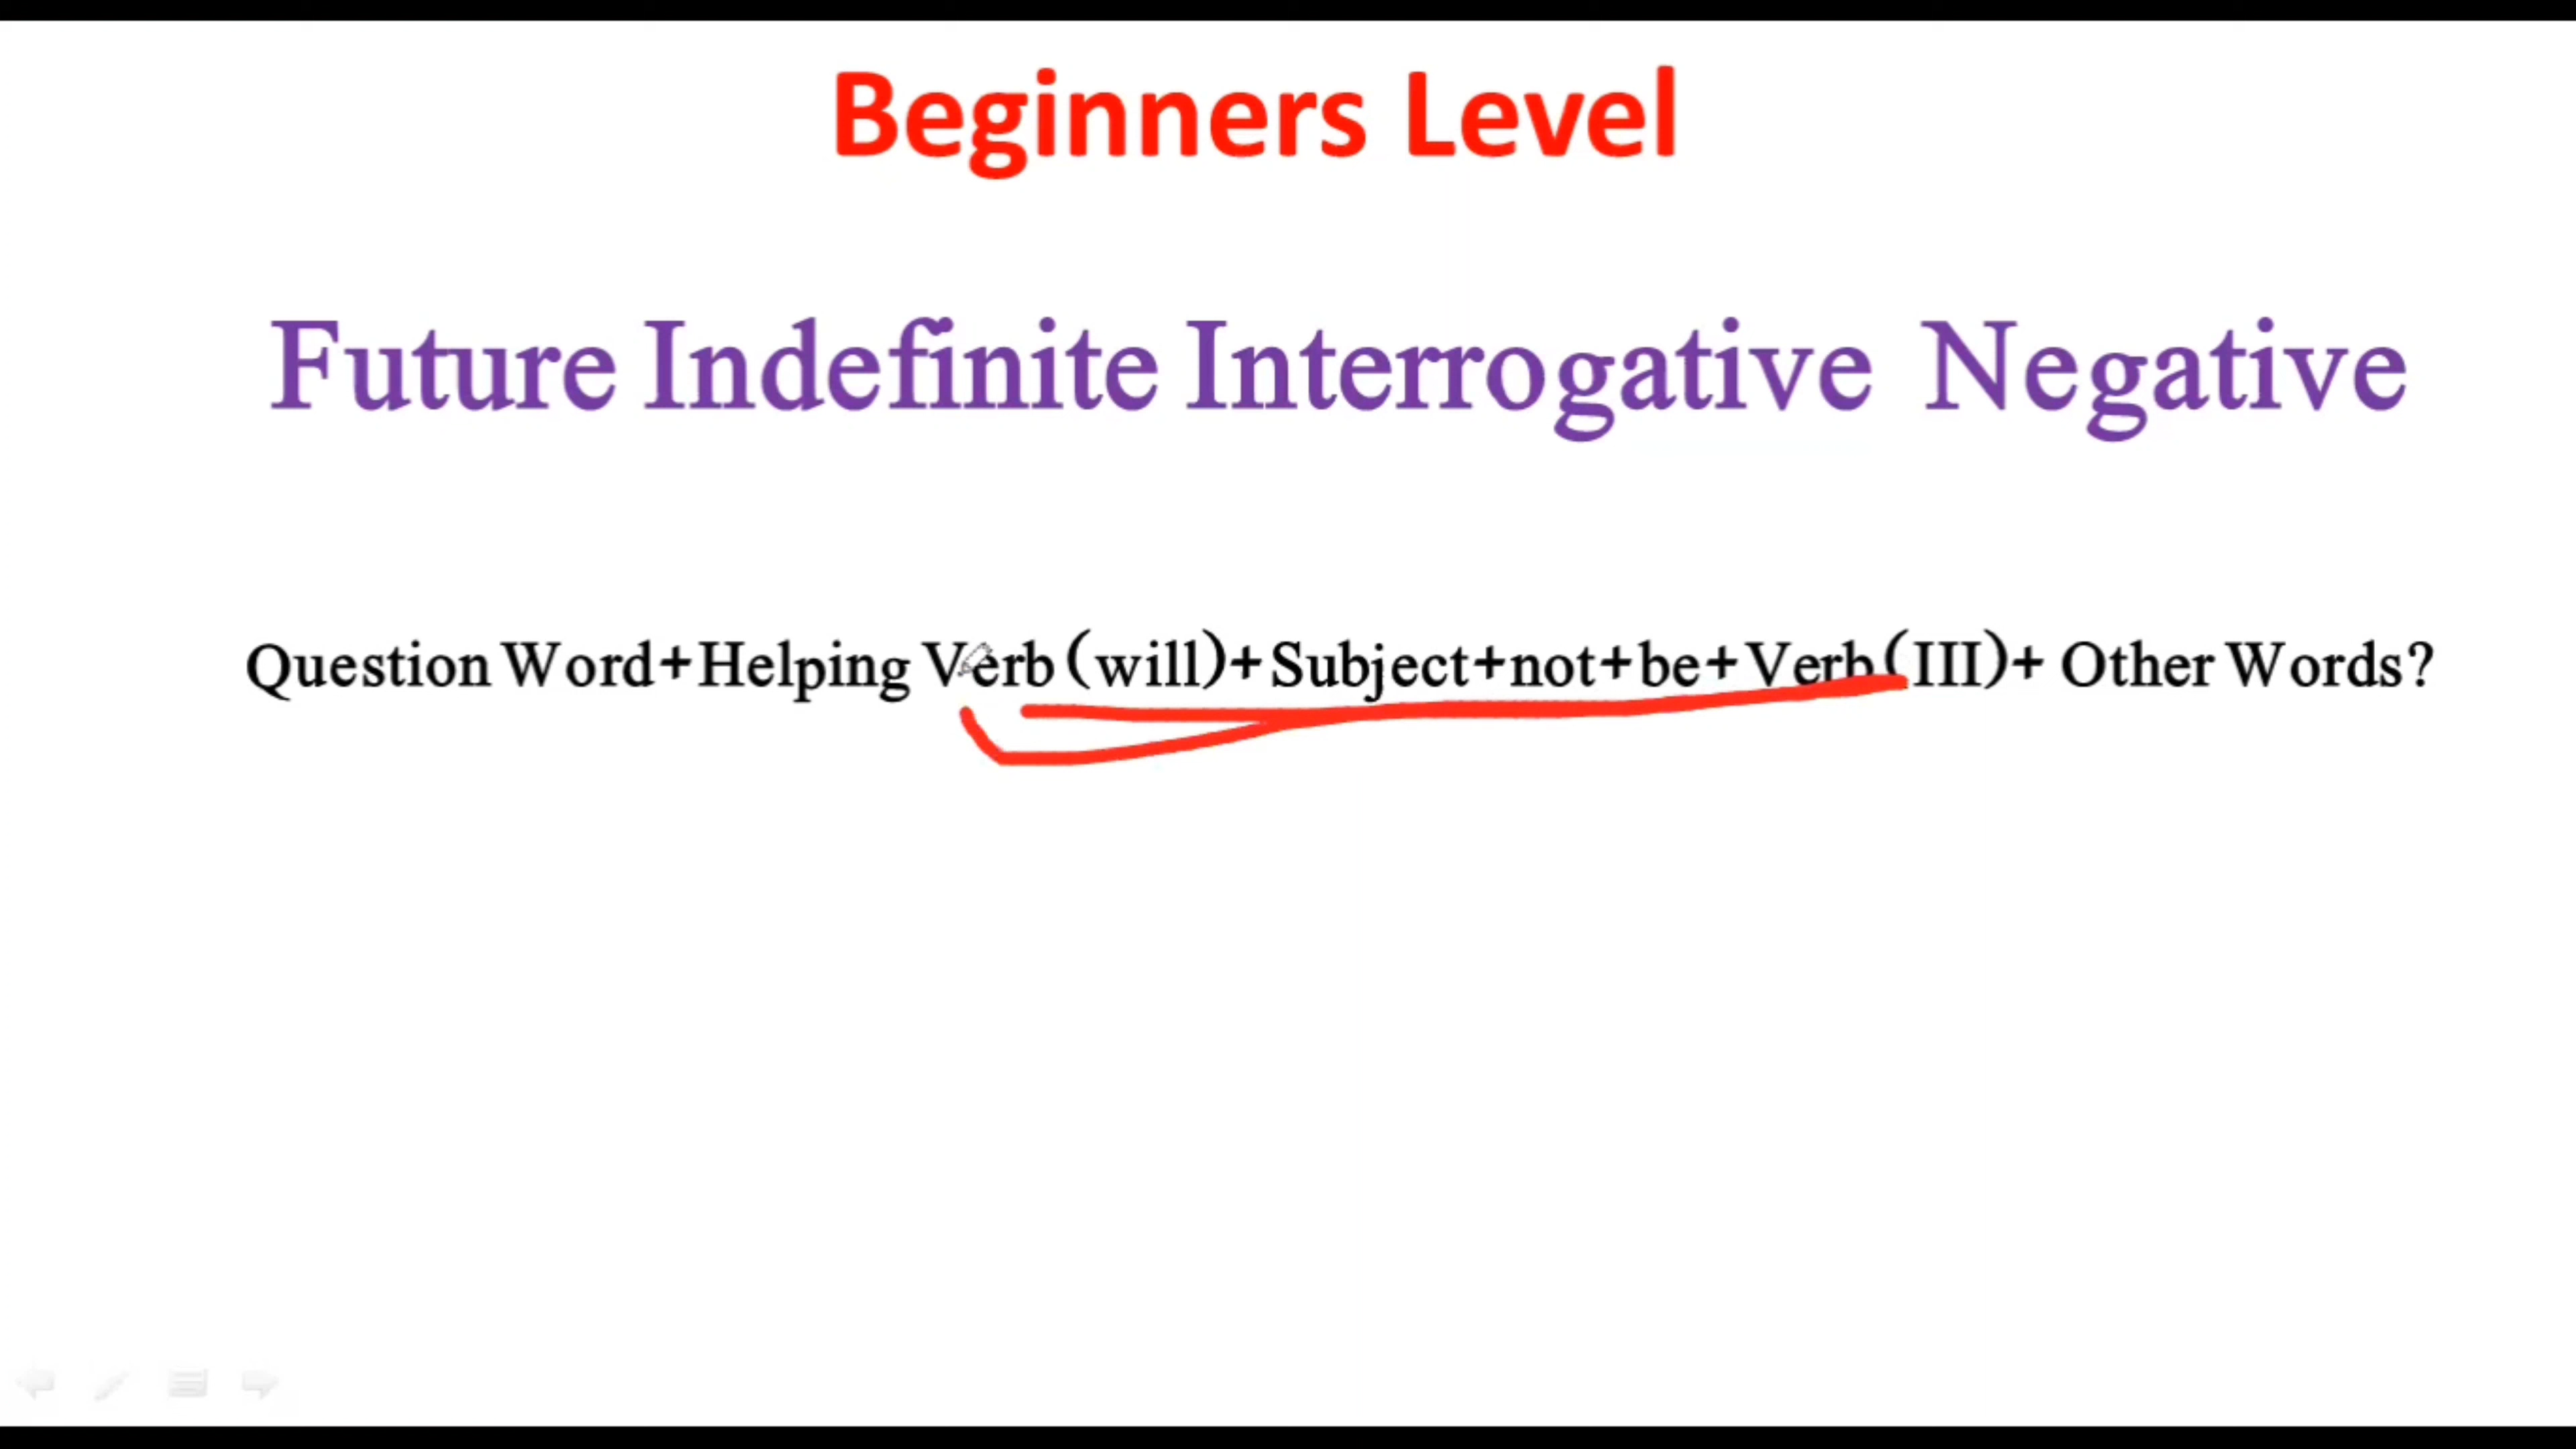 Beginners Level
Future Indefinite Interrogative Negative
Question Word+Helping Verb (will)+Subject+not+be+Verb(III)+ Other Words?